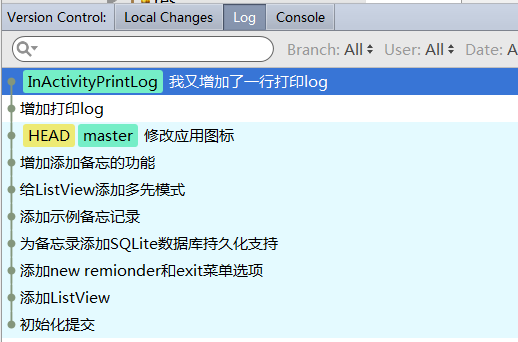 Version Control: Local Changes Log Console
Branch: All User: All Date: A
InActivityPrintLog 我又增加了一行打印log
增加打印log
HEAD master 修改应用图标
增加添加备忘的功能
给ListView添加多先模式
添加示例备忘记录
为备忘录添加SQLite数据库持久化支持
添加new remionder和exit菜单选项
添加ListView
初始化提交